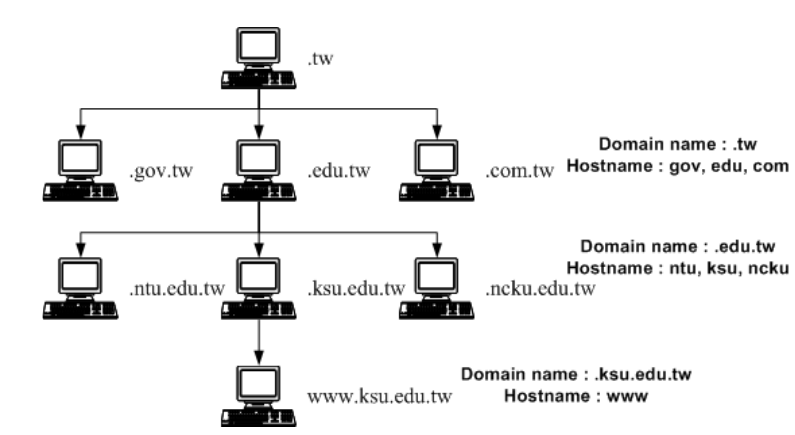 .tw
.gov.tw
.edu.tw
.com.tw
Domain name : .tw
Hostname : gov, edu, com
.ntu.edu.tw
.ksu.edu.tw
.ncku.edu.tw
Domain name : .edu.tw
Hostname : ntu, ksu, ncku
www.ksu.edu.tw
Domain name : .ksu.edu.tw
Hostname : www